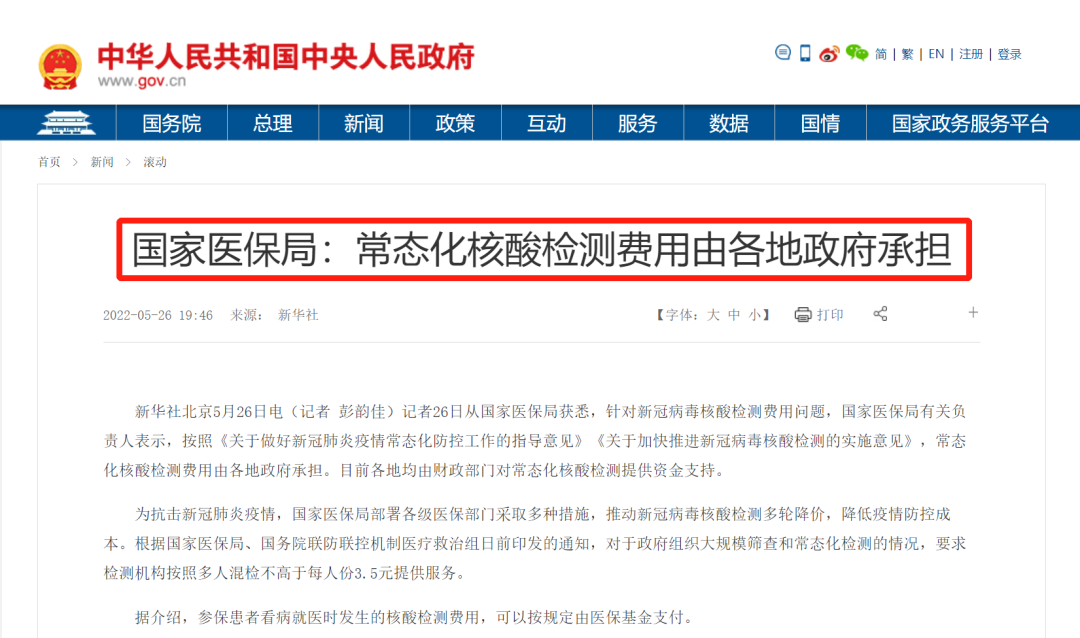 中华人民共和国中央人民政府
www.gov.cn
简 | 繁 | EN | 注册 | 登录
国务院 总理 新闻 政策 互动 服务 数据 国情 国家政务服务平台
首页 > 新闻 > 滚动
国家医保局：常态化核酸检测费用由各地政府承担
2022-05-26 19:46 来源： 新华社 【字体：大 中 小】 打印
新华社北京5月26日电（记者 彭韵佳）记者26日从国家医保局获悉，针对新冠病毒核酸检测费用问题，国家医保局有关负
责人表示，按照《关于做好新冠肺炎疫情常态化防控工作的指导意见》《关于加快推进新冠病毒核酸检测的实施意见》，常态
化核酸检测费用由各地政府承担。目前各地均由财政部门对常态化核酸检测提供资金支持。
为抗击新冠肺炎疫情，国家医保局部署各级医保部门采取多种措施，推动新冠病毒核酸检测多轮降价，降低疫情防控成
本。根据国家医保局、国务院联防联控机制医疗救治组日前印发的通知，对于政府组织大规模筛查和常态化检测的情况，要求
检测机构按照多人混检不高于每人份3.5元提供服务。
据介绍，参保患者看病就医时发生的核酸检测费用，可以按规定由医保基金支付。